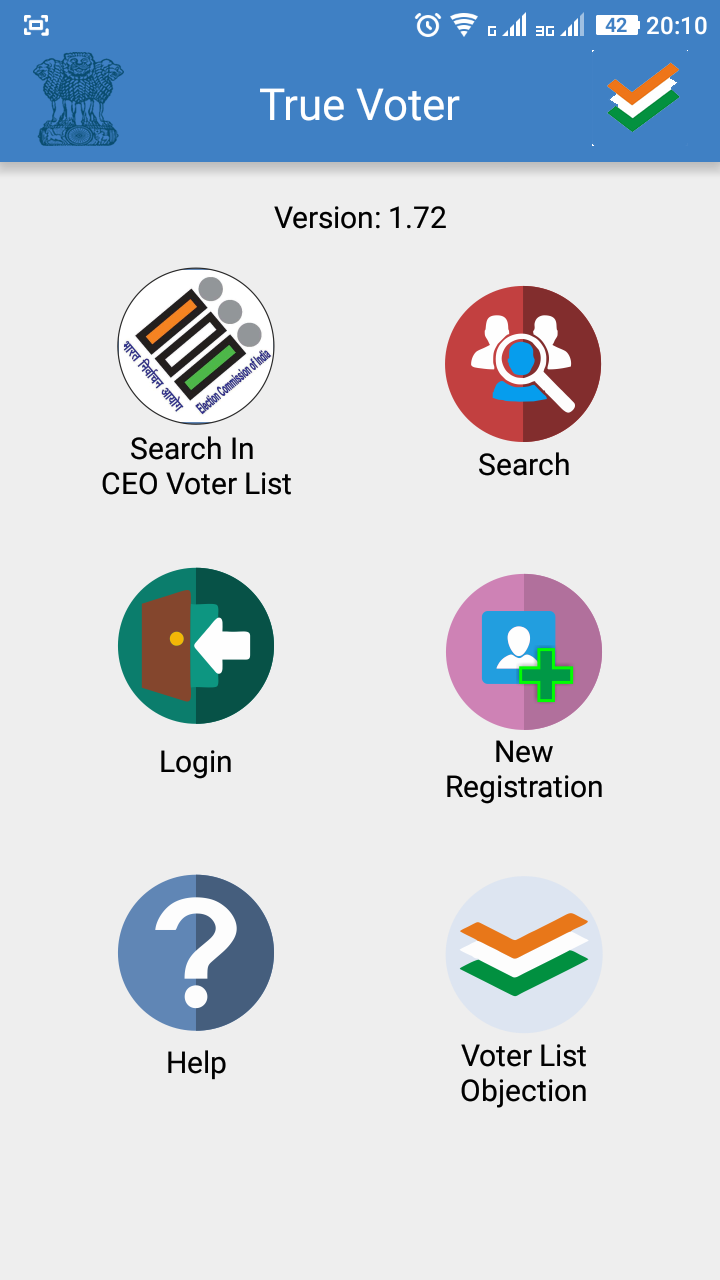 G 3G 42 20:10
True Voter
Version: 1.72
भारत निर्वाचन आयोग
Election Commission of India
Search In
CEO Voter List
Search
Login
New
Registration
Help
Voter List
Objection